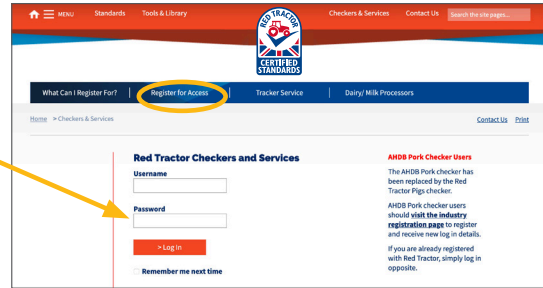 MENU Standards Tools & Library Checkers & Services Contact Us Search the site pages...
RED TRACTOR
CERTIFIED
STANDARDS
What Can I Register For? Register for Access Tracker Service Dairy/ Milk Processors
Home > Checkers & Services Contact Us Print
Red Tractor Checkers and Services
Username
Password
> Log In
Remember me next time
AHDB Pork Checker Users
The AHDB Pork checker has
been replaced by the Red
Tractor Pigs checker.
AHDB Pork checker users
should visit the industry
registration page to register
and receive new log in details.
If you are already registered
with Red Tractor, simply log in
opposite.